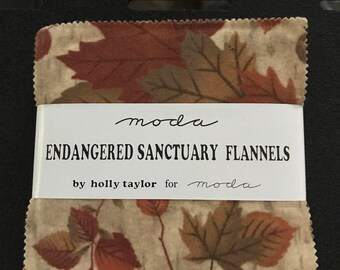 moda
ENDANGERED SANCTUARY FLANNELS
by holly taylor for moda